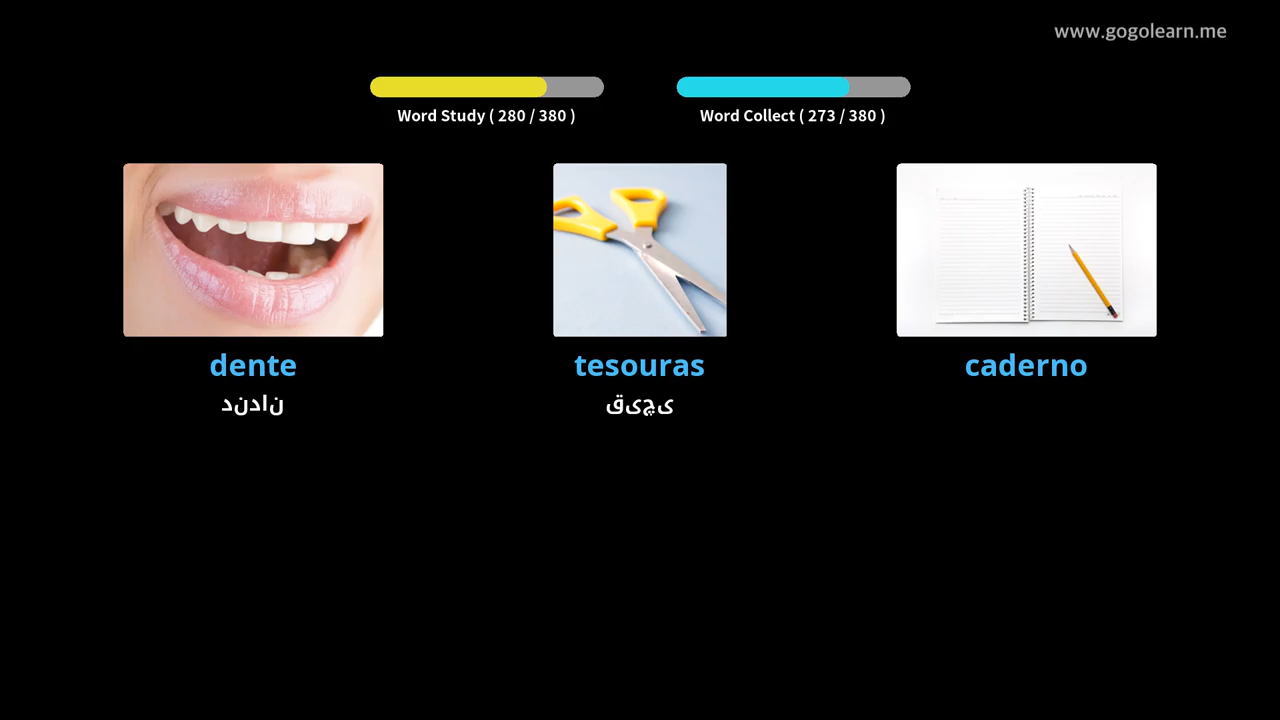 www.gogolearn.me
Word Study ( 280 / 380 )
Word Collect ( 273 / 380 )
dente
tesouras
caderno
دندان
قیچی